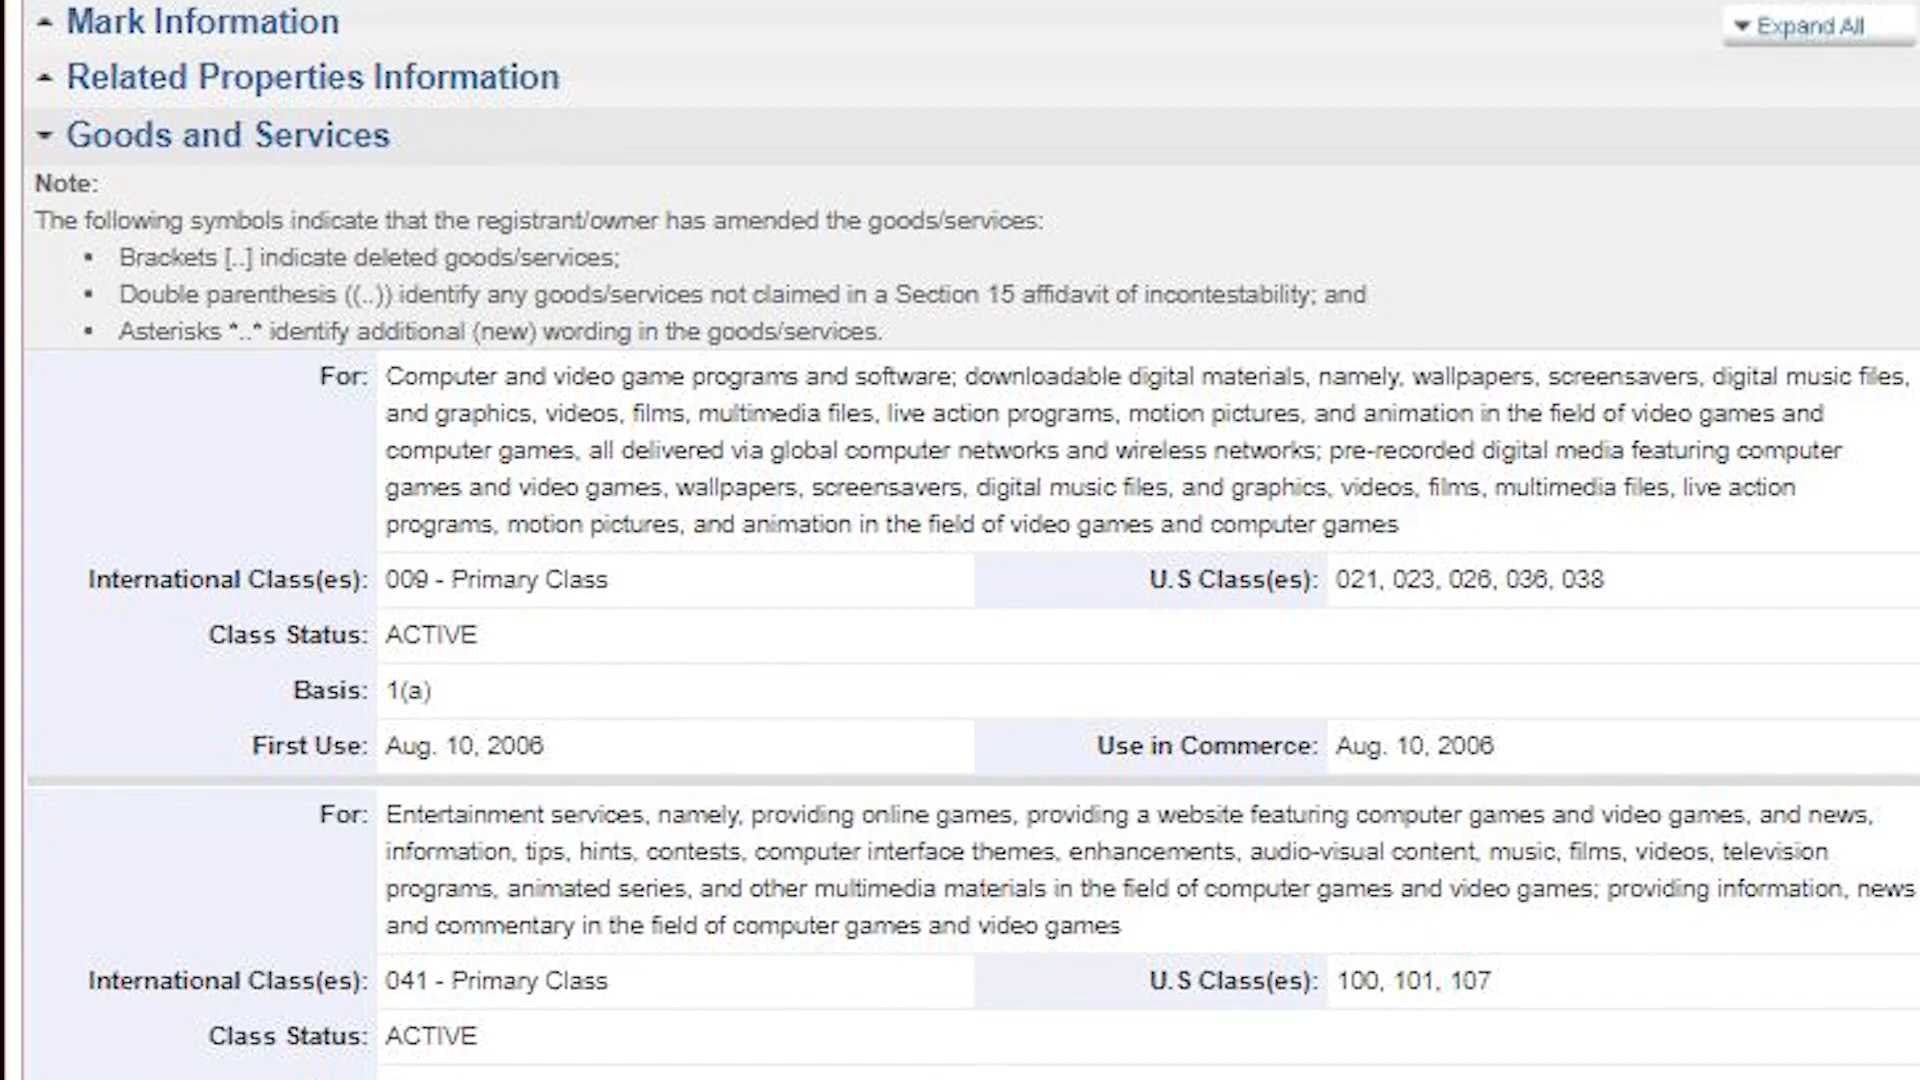 Mark Information
Expand All
Related Properties Information
Goods and Services
Note:
The following symbols indicate that the registrant/owner has amended the goods/services:
Brackets [..] indicate deleted goods/services;
Double parenthesis ((..)) identify any goods/services not claimed in a Section 15 affidavit of incontestability; and
Asterisks *..* identify additional (new) wording in the goods/services.
For: Computer and video game programs and software; downloadable digital materials, namely, wallpapers, screensavers, digital music files,
and graphics, videos, films, multimedia files, live action programs, motion pictures, and animation in the field of video games and
computer games, all delivered via global computer networks and wireless networks; pre-recorded digital media featuring computer
games and video games, wallpapers, screensavers, digital music files, and graphics, videos, films, multimedia files, live action
programs, motion pictures, and animation in the field of video games and computer games
International Class(es): 009 - Primary Class U.S Class(es): 021, 023, 026, 036, 038
Class Status: ACTIVE
Basis: 1(a)
First Use: Aug. 10, 2006 Use in Commerce: Aug. 10, 2006
For: Entertainment services, namely, providing online games, providing a website featuring computer games and video games, and news,
information, tips, hints, contests, computer interface themes, enhancements, audio-visual content, music, films, videos, television
programs, animated series, and other multimedia materials in the field of computer games and video games; providing information, news
and commentary in the field of computer games and video games
International Class(es): 041 - Primary Class U.S Class(es): 100, 101, 107
Class Status: ACTIVE